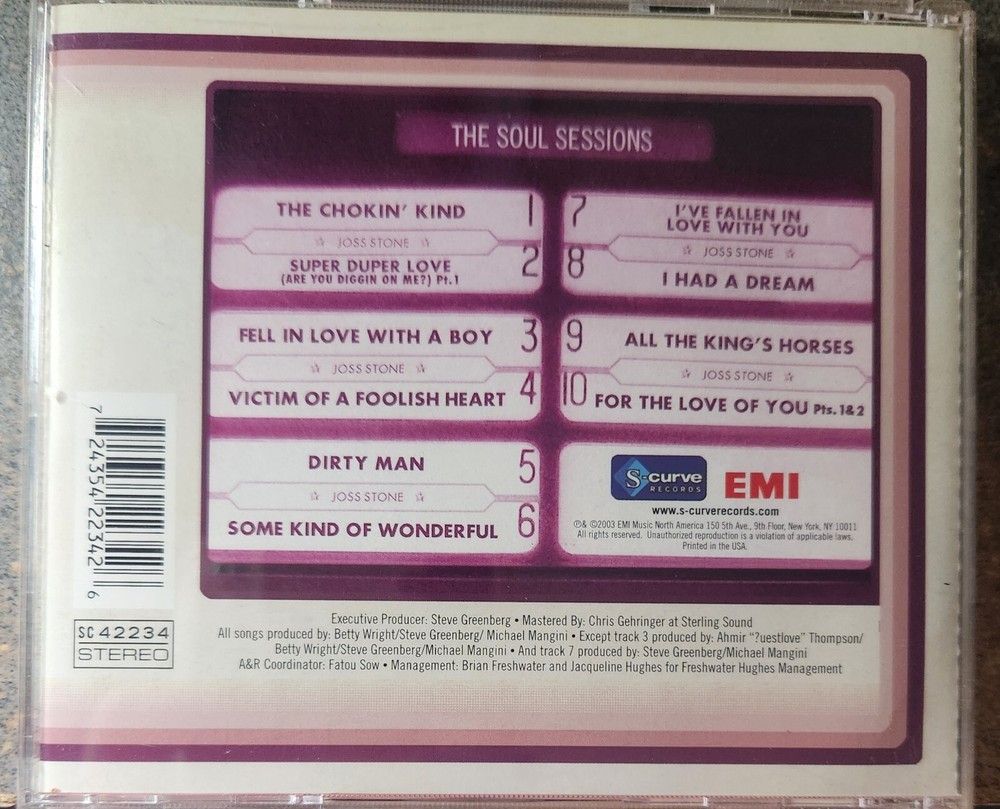 THE SOUL SESSIONS
THE CHOKIN' KIND 1
☆ JOSS STONE ☆
SUPER DUPER LOVE 2
(ARE YOU DIGGIN ON ME?) Pt.1
FELL IN LOVE WITH A BOY 3
☆ JOSS STONE ☆
VICTIM OF A FOOLISH HEART 4
DIRTY MAN 5
☆ JOSS STONE ☆
SOME KIND OF WONDERFUL 6
7 I'VE FALLEN IN
LOVE WITH YOU
☆ JOSS STONE ☆
8 I HAD A DREAM
9 ALL THE KING'S HORSES
☆ JOSS STONE ☆
10 FOR THE LOVE OF YOU Pts. 1&2
S-curve
RECORDS
EMI
www.s-curverecords.com
℗& ©2003 EMI Music North America 150 5th Ave., 9th Floor, New York, NY 10011
All rights reserved. Unauthorized reproduction is a violation of applicable laws.
Printed in the USA.
7 24354 22342 6
SC 42234
STEREO
Executive Producer: Steve Greenberg • Mastered By: Chris Gehringer at Sterling Sound
All songs produced by: Betty Wright/Steve Greenberg/ Michael Mangini • Except track 3 produced by: Ahmir "?uestlove" Thompson/
Betty Wright/Steve Greenberg/Michael Mangini • And track 7 produced by: Steve Greenberg/Michael Mangini
A&R Coordinator: Fatou Sow • Management: Brian Freshwater and Jacqueline Hughes for Freshwater Hughes Management